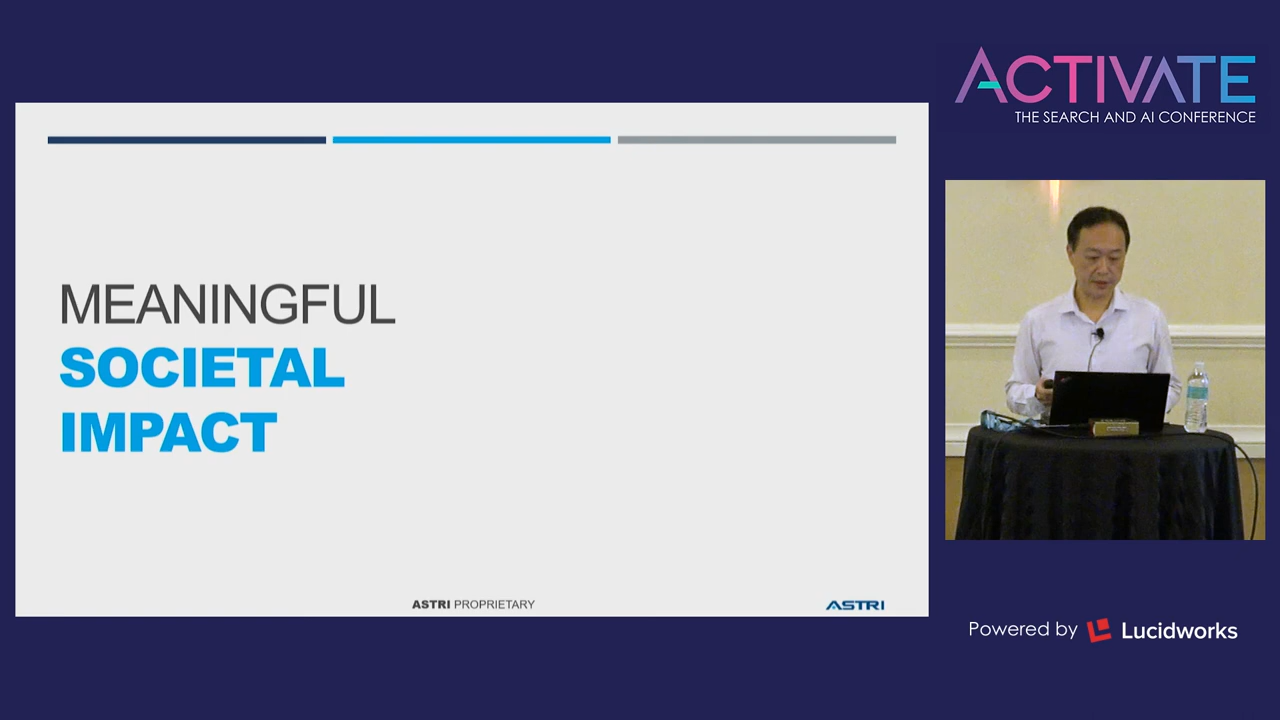 ACTIVATE
THE SEARCH AND AI CONFERENCE
MEANINGFUL
SOCIETAL
IMPACT
ASTRI PROPRIETARY
ASTRI
Powered by Lucidworks